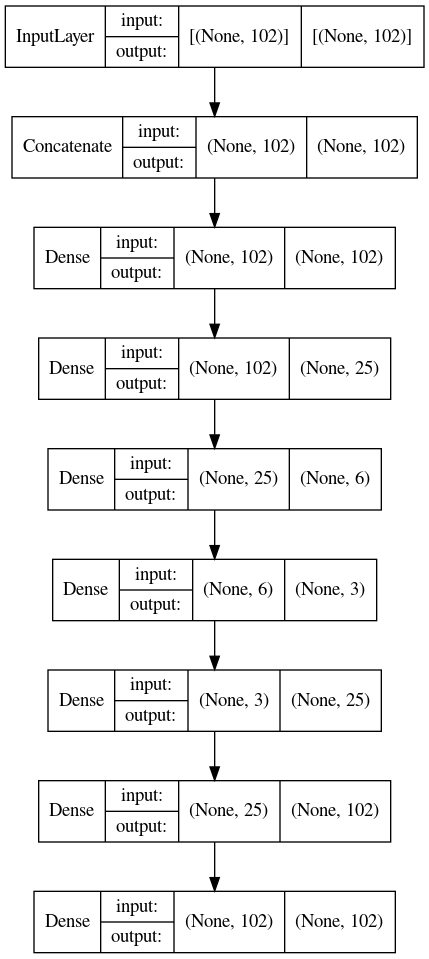 InputLayer input: output: [(None, 102)] [(None, 102)]
Concatenate input: output: (None, 102) (None, 102)
Dense input: output: (None, 102) (None, 102)
Dense input: output: (None, 102) (None, 25)
Dense input: output: (None, 25) (None, 6)
Dense input: output: (None, 6) (None, 3)
Dense input: output: (None, 3) (None, 25)
Dense input: output: (None, 25) (None, 102)
Dense input: output: (None, 102) (None, 102)